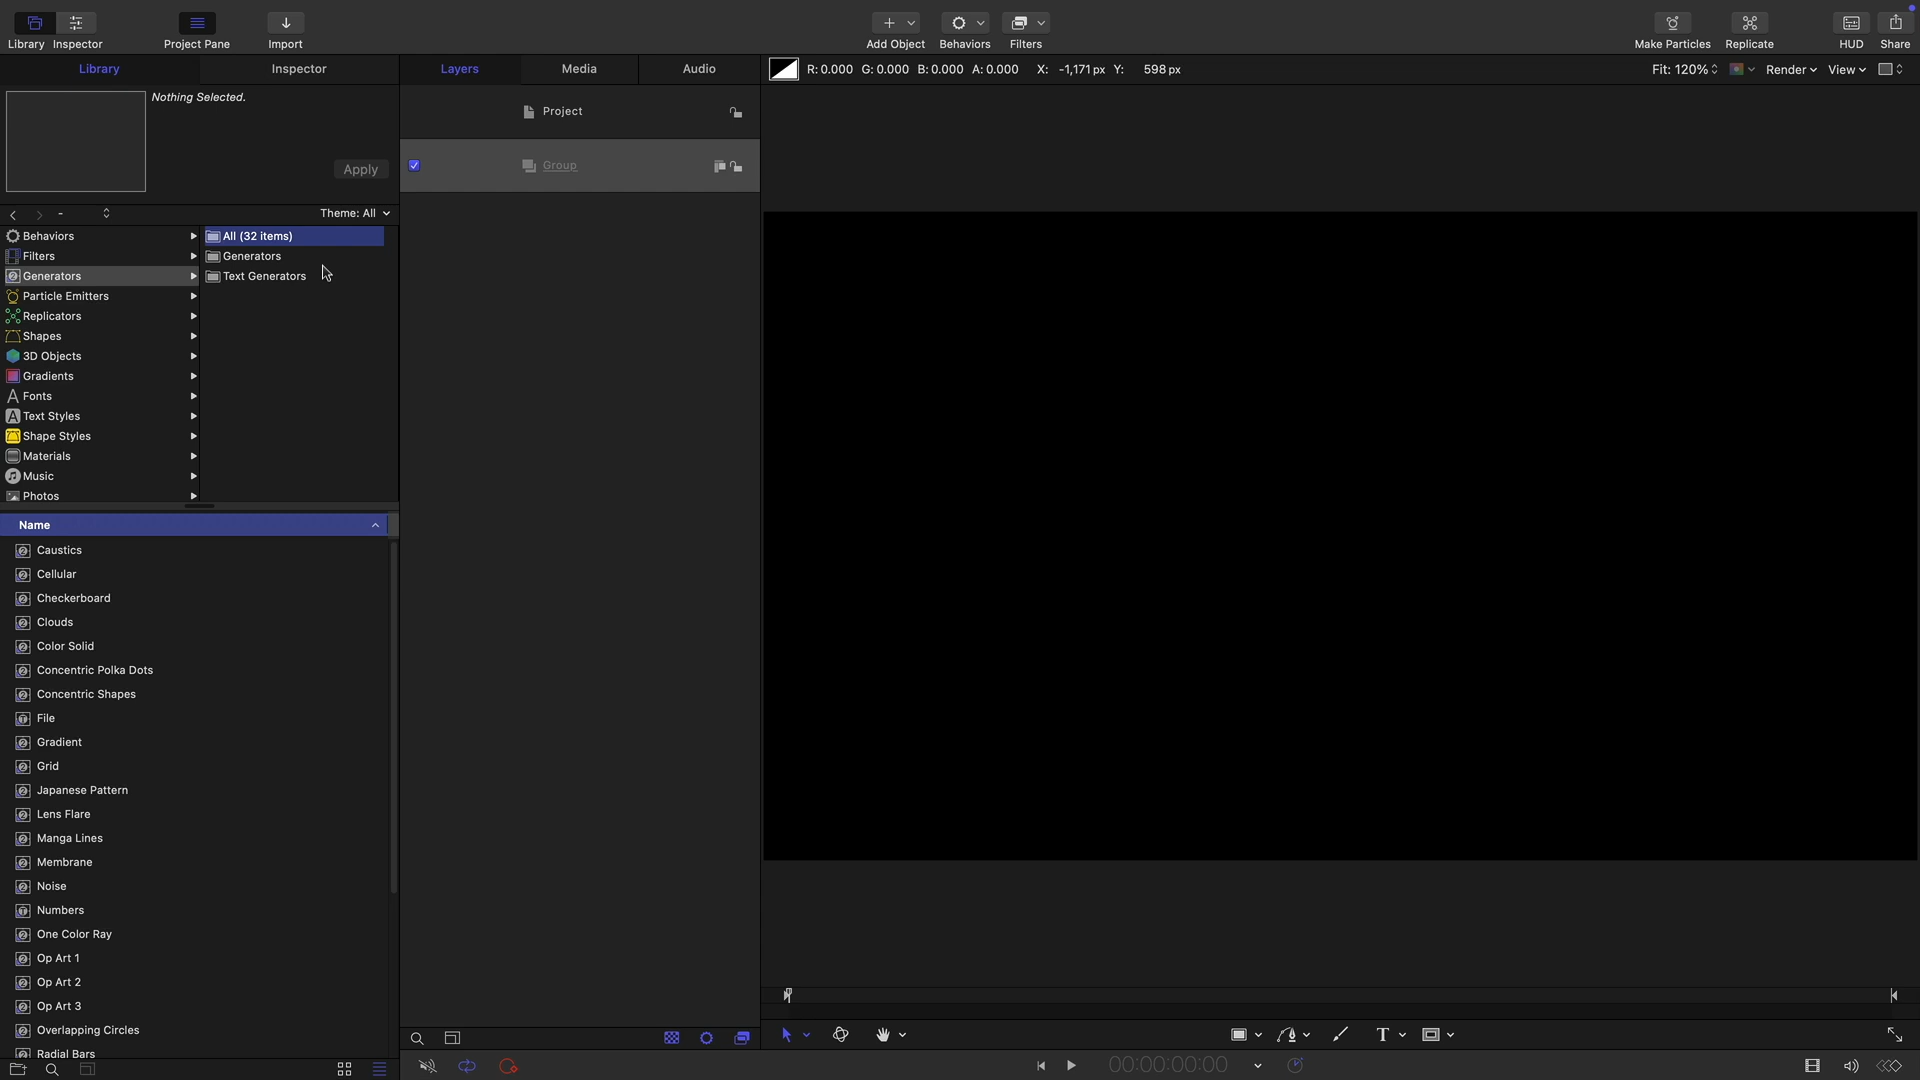 Library Inspector Project Pane Import Add Object Behaviors Filters Make Particles Replicate HUD Share
Library Inspector Layers Media Audio R: 0.000 G: 0.000 B: 0.000 A: 0.000 X: -1,171 px Y: 598 px Fit: 120% Render View
Nothing Selected.
Project
Apply
Group
- Theme: All
Behaviors
Filters
Generators
Particle Emitters
Replicators
Shapes
3D Objects
Gradients
Fonts
Text Styles
Shape Styles
Materials
Music
Photos
All (32 items)
Generators
Text Generators
Name
Caustics
Cellular
Checkerboard
Clouds
Color Solid
Concentric Polka Dots
Concentric Shapes
File
Gradient
Grid
Japanese Pattern
Lens Flare
Manga Lines
Membrane
Noise
Numbers
One Color Ray
Op Art 1
Op Art 2
Op Art 3
Overlapping Circles
Radial Bars
T
00:00:00:00